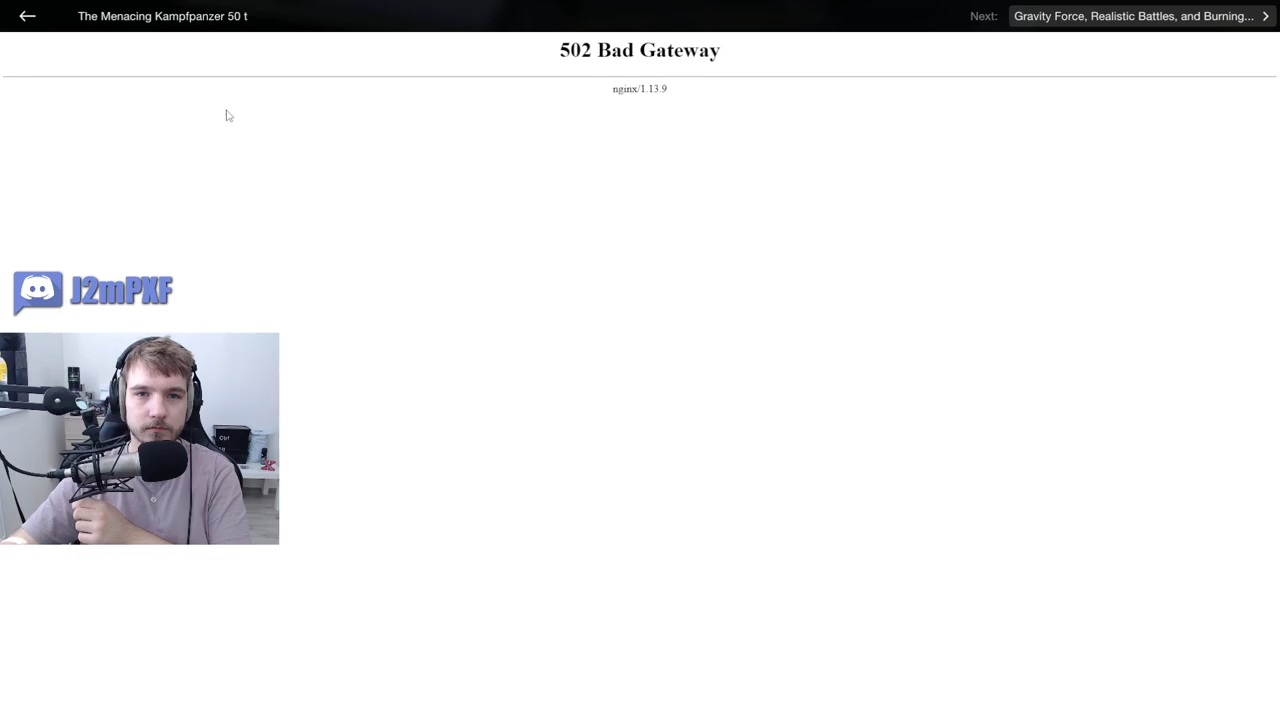 The Menacing Kampfpanzer 50 t
Next: Gravity Force, Realistic Battles, and Burning...
502 Bad Gateway
nginx/1.13.9
J2mPXF
Ctrl